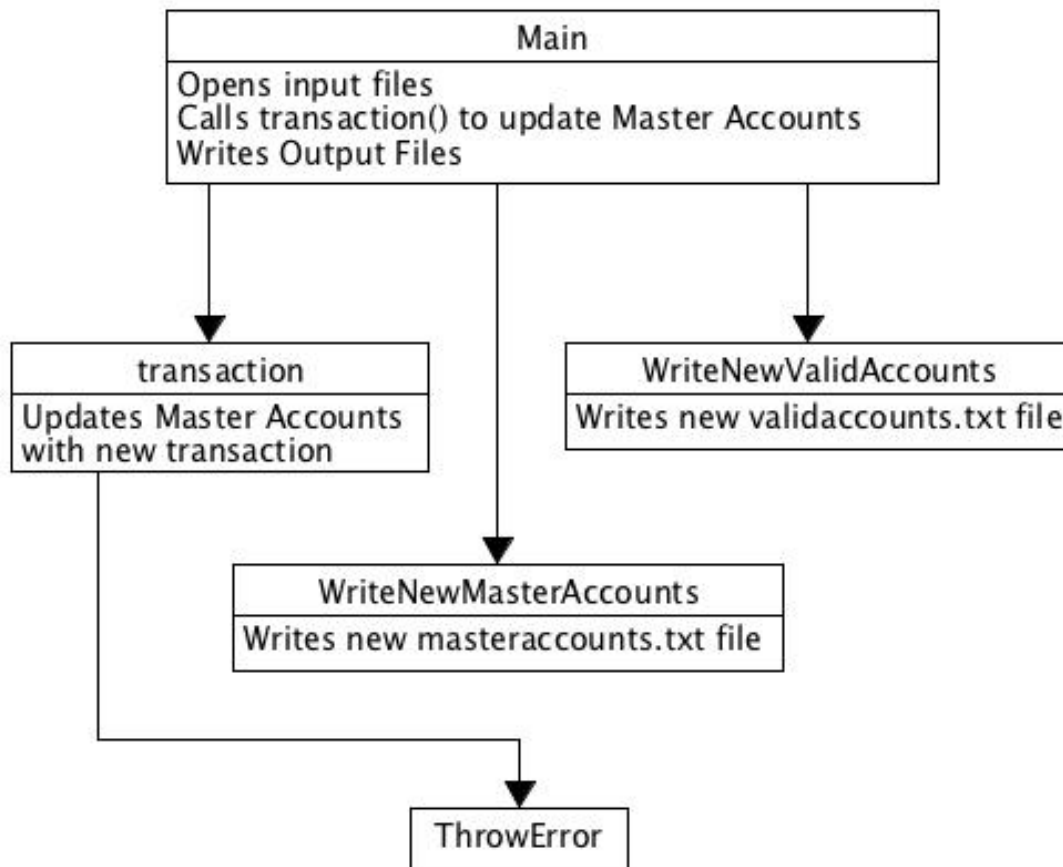 Main
Opens input files
Calls transaction() to update Master Accounts
Writes Output Files
transaction
Updates Master Accounts
with new transaction
WriteNewValidAccounts
Writes new validaccounts.txt file
WriteNewMasterAccounts
Writes new masteraccounts.txt file
ThrowError